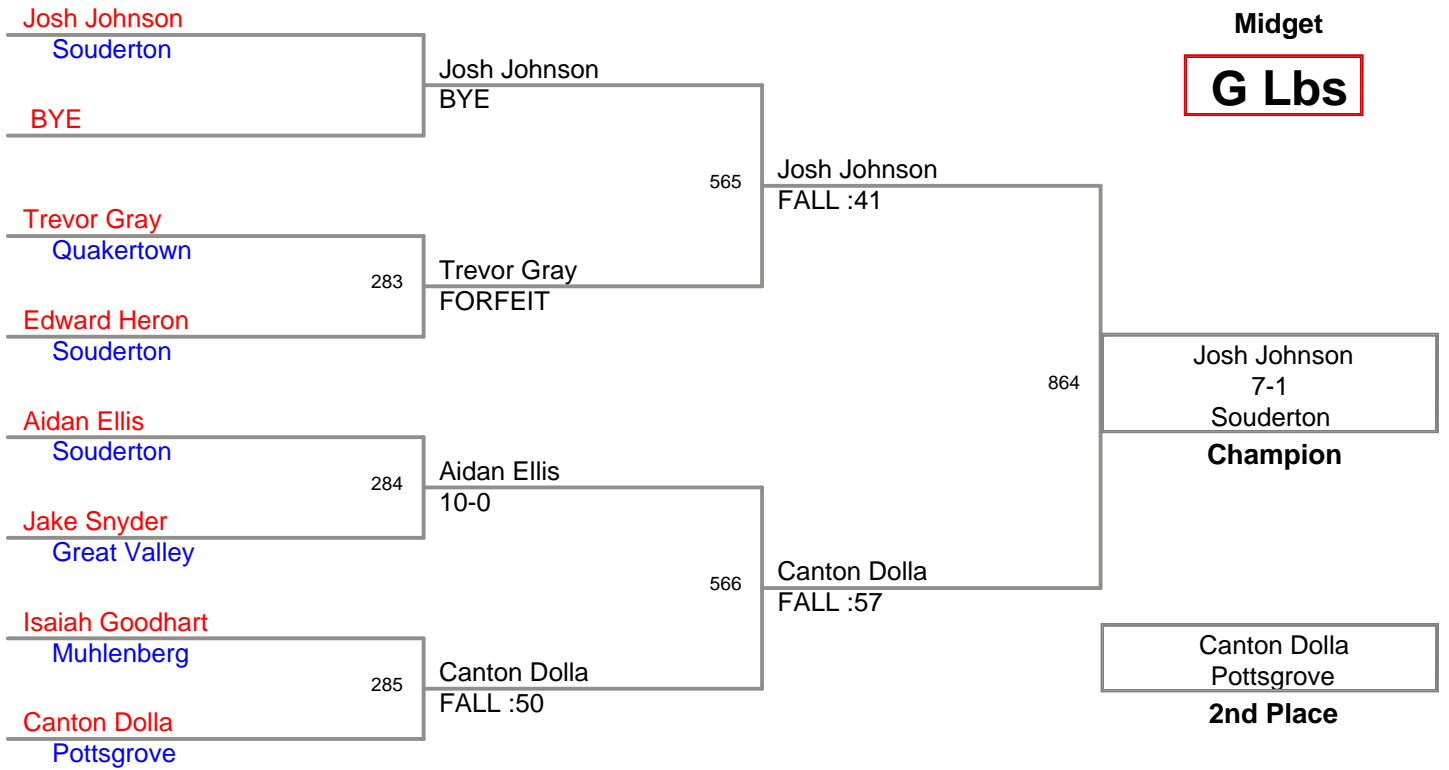 Josh Johnson
Souderton
BYE
Trevor Gray
Quakertown
Edward Heron
Souderton
Aidan Ellis
Souderton
Jake Snyder
Great Valley
Isaiah Goodhart
Muhlenberg
Canton Dolla
Pottsgrove
283
284
285
Josh Johnson
BYE
Trevor Gray
FORFEIT
Aidan Ellis
10-0
Canton Dolla
FALL :50
565
566
Josh Johnson
FALL :41
Canton Dolla
FALL :57
864
Midget
G Lbs
Josh Johnson
7-1
Souderton
Champion
Canton Dolla
Pottsgrove
2nd Place